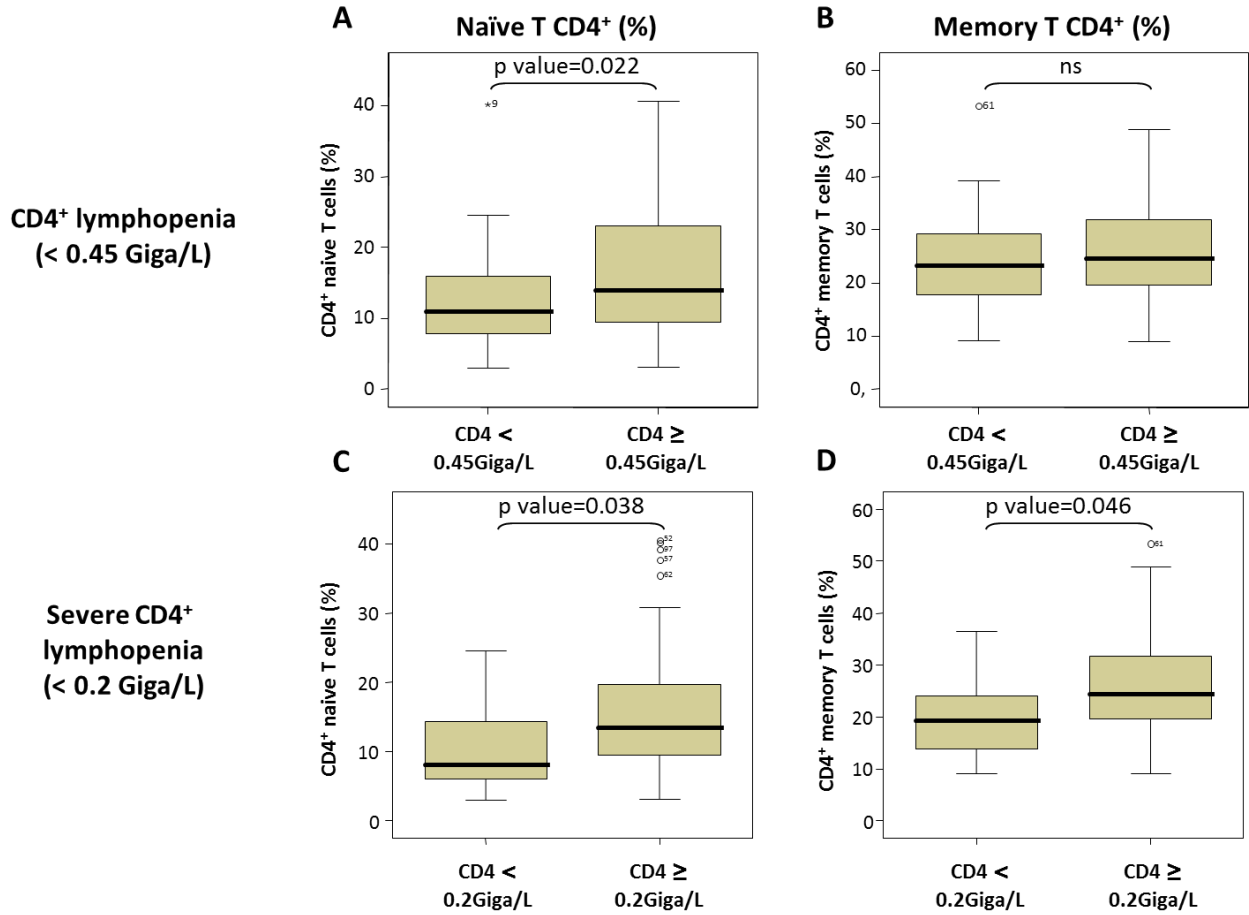 A
Naïve T CD4⁺ (%)
B
Memory T CD4⁺ (%)
CD4⁺ lymphopenia
(< 0.45 Giga/L)
p value=0.022
CD4⁺ naive T cells (%)
40
30
20
10
0
*9
CD4 <
0.45Giga/L
CD4 ≥
0.45Giga/L
ns
CD4⁺ memory T cells (%)
60
50
40
30
20
10
0,
61
CD4 <
0.45Giga/L
CD4 ≥
0.45Giga/L
C
D
Severe CD4⁺
lymphopenia
(< 0.2 Giga/L)
p value=0.038
CD4⁺ naive T cells (%)
40
30
20
10
0
52
97
57
62
CD4 <
0.2Giga/L
CD4 ≥
0.2Giga/L
p value=0.046
CD4⁺ memory T cells (%)
60
50
40
30
20
10
0
61
CD4 <
0.2Giga/L
CD4 ≥
0.2Giga/L